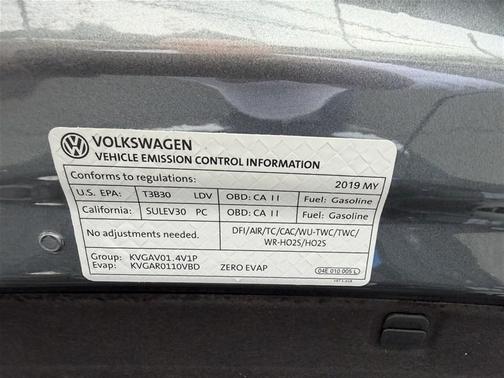 VOLKSWAGEN
VEHICLE EMISSION CONTROL INFORMATION
Conforms to regulations: 2019 MY
U.S. EPA: T3B30 LDV OBD: CA II Fuel: Gasoline
California: SULEV30 PC OBD: CA II Fuel: Gasoline
No adjustments needed. DFI/AIR/TC/CAC/WU-TWC/TWC/
WR-HO2S/HO2S
Group: KVGAV01.4V1P
Evap: KVGAR0110VBD ZERO EVAP
04E 010 005 L